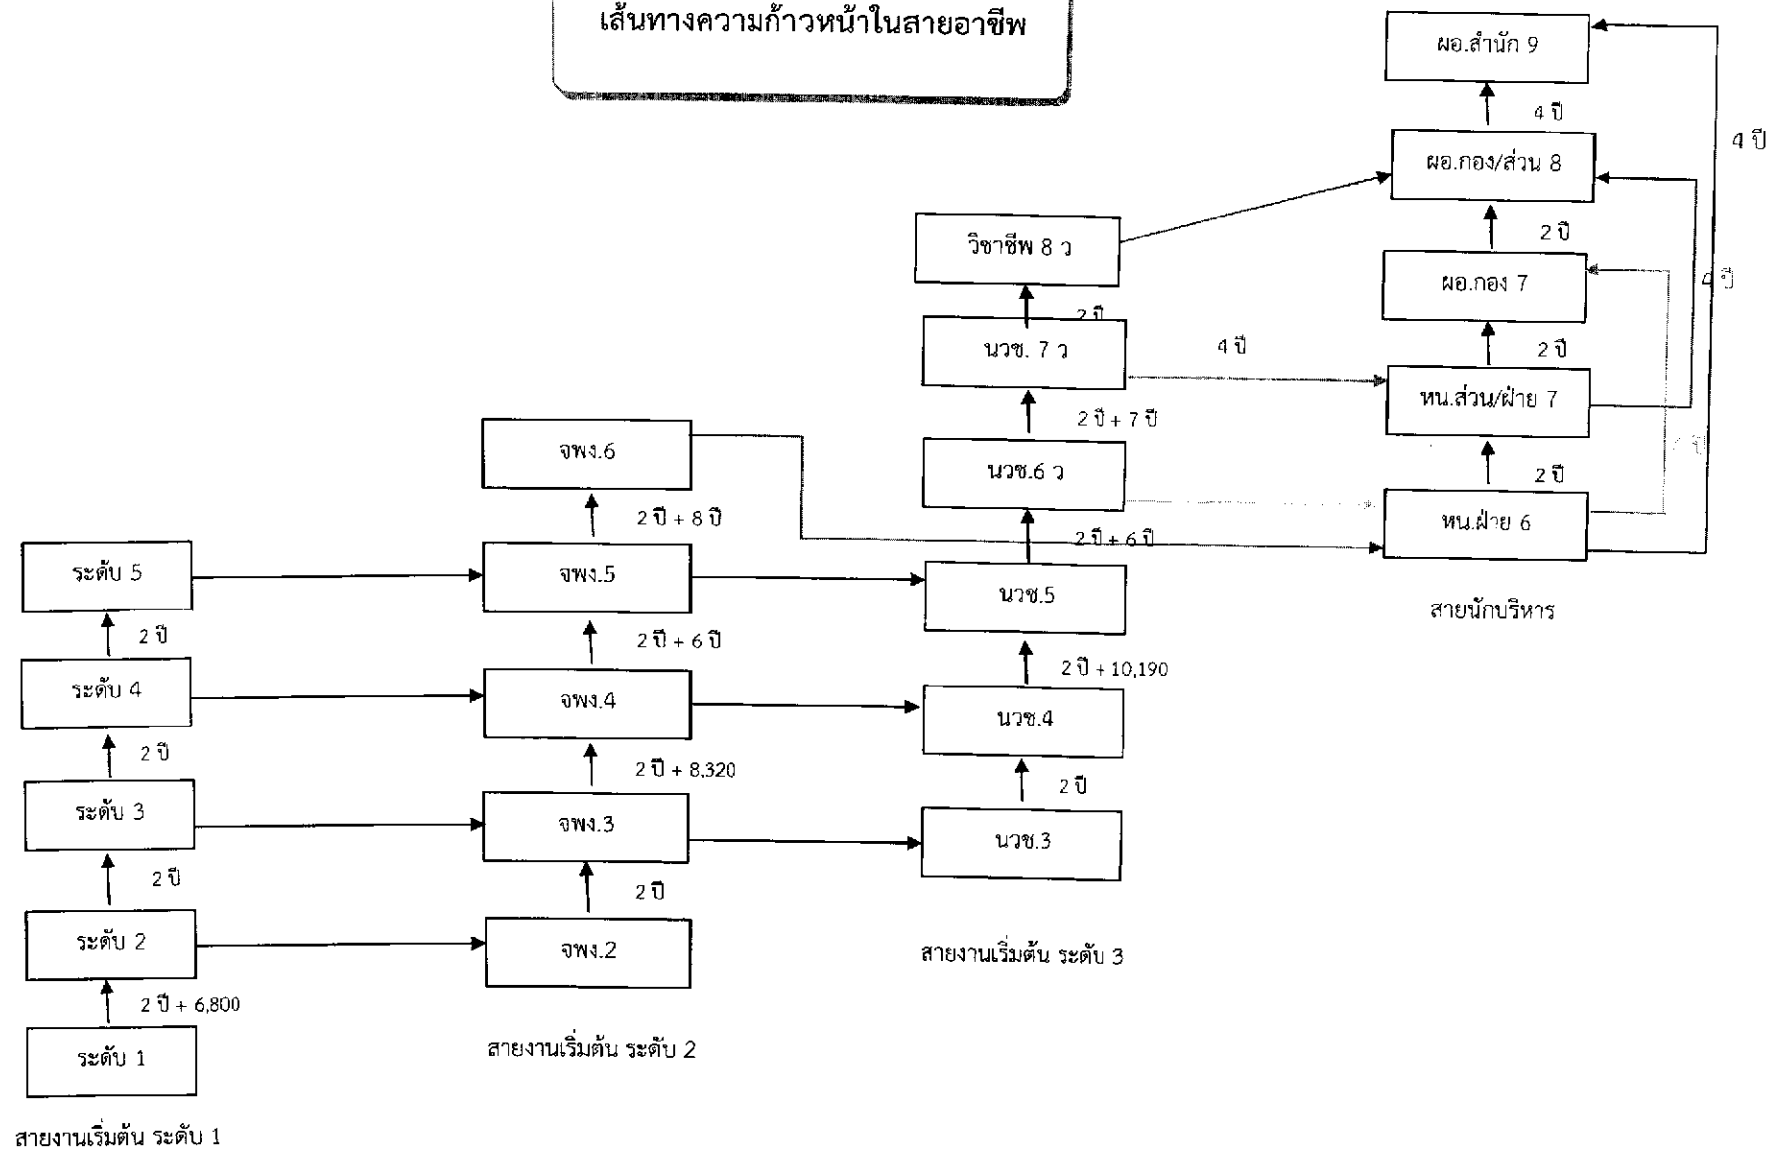 เส้นทางความก้าวหน้าในสายอาชีพ
ผอ.สำนัก 9
4 ปี
4 ปี
ผอ.กอง/ส่วน 8
2 ปี
วิชาชีพ 8 ว
ผอ.กอง 7
4 ปี
2 ปี
นวช. 7 ว
4 ปี
2 ปี
หน.ส่วน/ฝ่าย 7
2 ปี + 7 ปี
จพง.6
นวช.6 ว
2 ปี
ปี
หน.ฝ่าย 6
2 ปี + 8 ปี
2 ปี + 6 ปี
ระดับ 5
จพง.5
นวช.5
สายนักบริหาร
2 ปี
2 ปี + 6 ปี
2 ปี + 10,190
ระดับ 4
จพง.4
นวช.4
2 ปี
2 ปี + 8,320
2 ปี
ระดับ 3
จพง.3
นวช.3
2 ปี
2 ปี
ระดับ 2
จพง.2
สายงานเริ่มต้น ระดับ 3
2 ปี + 6,800
ระดับ 1
สายงานเริ่มต้น ระดับ 2
สายงานเริ่มต้น ระดับ 1